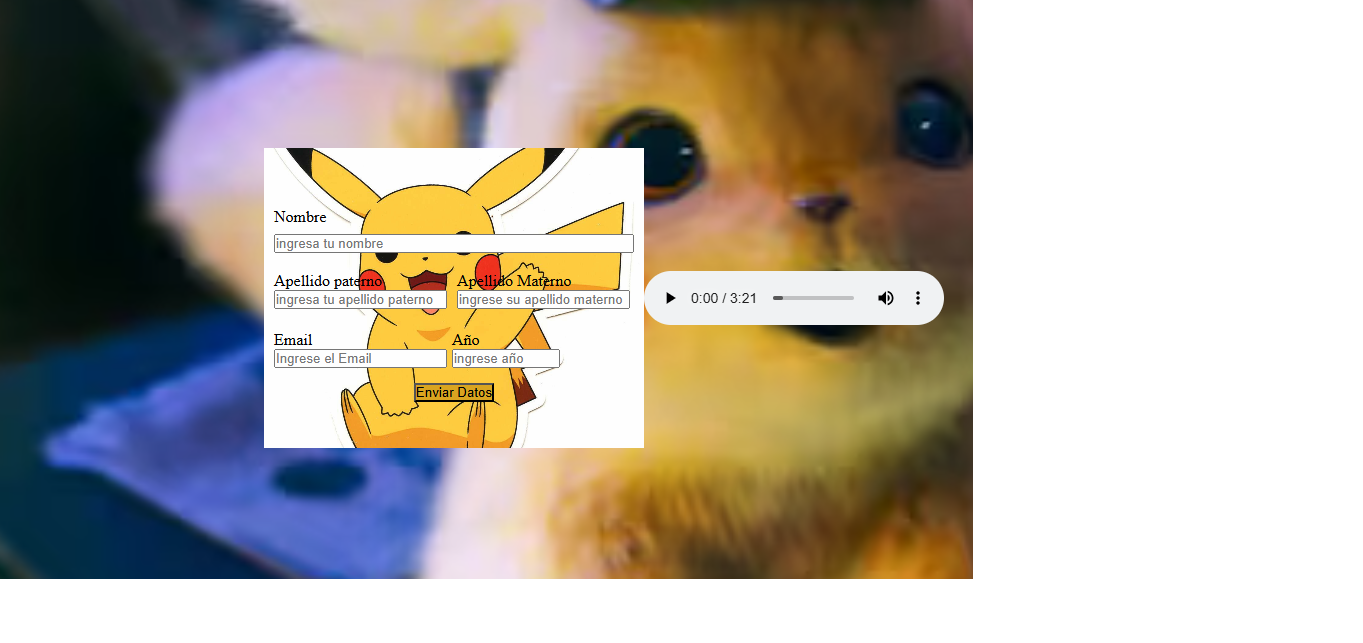 Nombre
ingresa tu nombre
Apellido paterno Apellido Materno
ingresa tu apellido paterno ingrese su apellido materno
0:00 / 3:21
Email Año
Ingrese el Email ingrese año
Enviar Datos